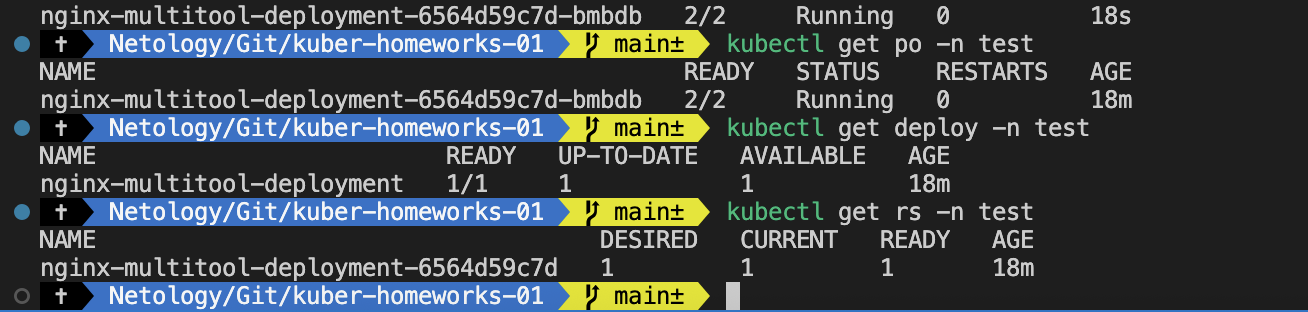 nginx-multitool-deployment-6564d59c7d-bmbdb 2/2 Running 0 18s
✝ Netology/Git/kuber-homeworks-01 main± kubectl get po -n test
NAME READY STATUS RESTARTS AGE
nginx-multitool-deployment-6564d59c7d-bmbdb 2/2 Running 0 18m
✝ Netology/Git/kuber-homeworks-01 main± kubectl get deploy -n test
NAME READY UP-TO-DATE AVAILABLE AGE
nginx-multitool-deployment 1/1 1 1 18m
✝ Netology/Git/kuber-homeworks-01 main± kubectl get rs -n test
NAME DESIRED CURRENT READY AGE
nginx-multitool-deployment-6564d59c7d 1 1 1 18m
✝ Netology/Git/kuber-homeworks-01 main±